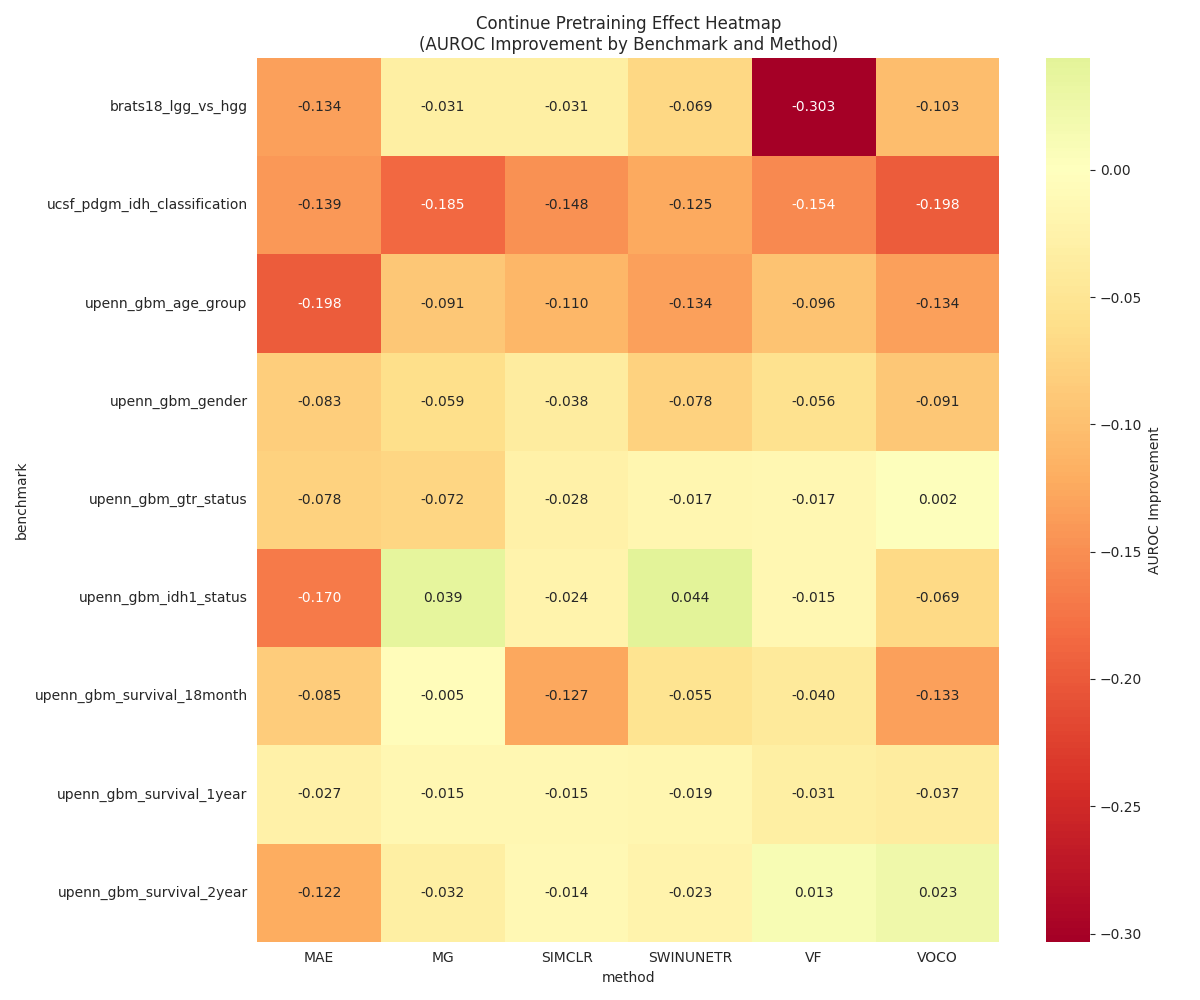 Continue Pretraining Effect Heatmap
(AUROC Improvement by Benchmark and Method)
brats18_lgg_vs_hgg -0.134 -0.031 -0.031 -0.069 -0.303 -0.103
ucsf_pdgm_idh_classification -0.139 -0.185 -0.148 -0.125 -0.154 -0.198
upenn_gbm_age_group -0.198 -0.091 -0.110 -0.134 -0.096 -0.134
upenn_gbm_gender -0.083 -0.059 -0.038 -0.078 -0.056 -0.091
upenn_gbm_gtr_status -0.078 -0.072 -0.028 -0.017 -0.017 0.002
upenn_gbm_idh1_status -0.170 0.039 -0.024 0.044 -0.015 -0.069
upenn_gbm_survival_18month -0.085 -0.005 -0.127 -0.055 -0.040 -0.133
upenn_gbm_survival_1year -0.027 -0.015 -0.015 -0.019 -0.031 -0.037
upenn_gbm_survival_2year -0.122 -0.032 -0.014 -0.023 0.013 0.023
MAE MG SIMCLR SWINUNETR VF VOCO
method
benchmark
0.00
−0.05
−0.10
−0.15
−0.20
−0.25
−0.30
AUROC Improvement